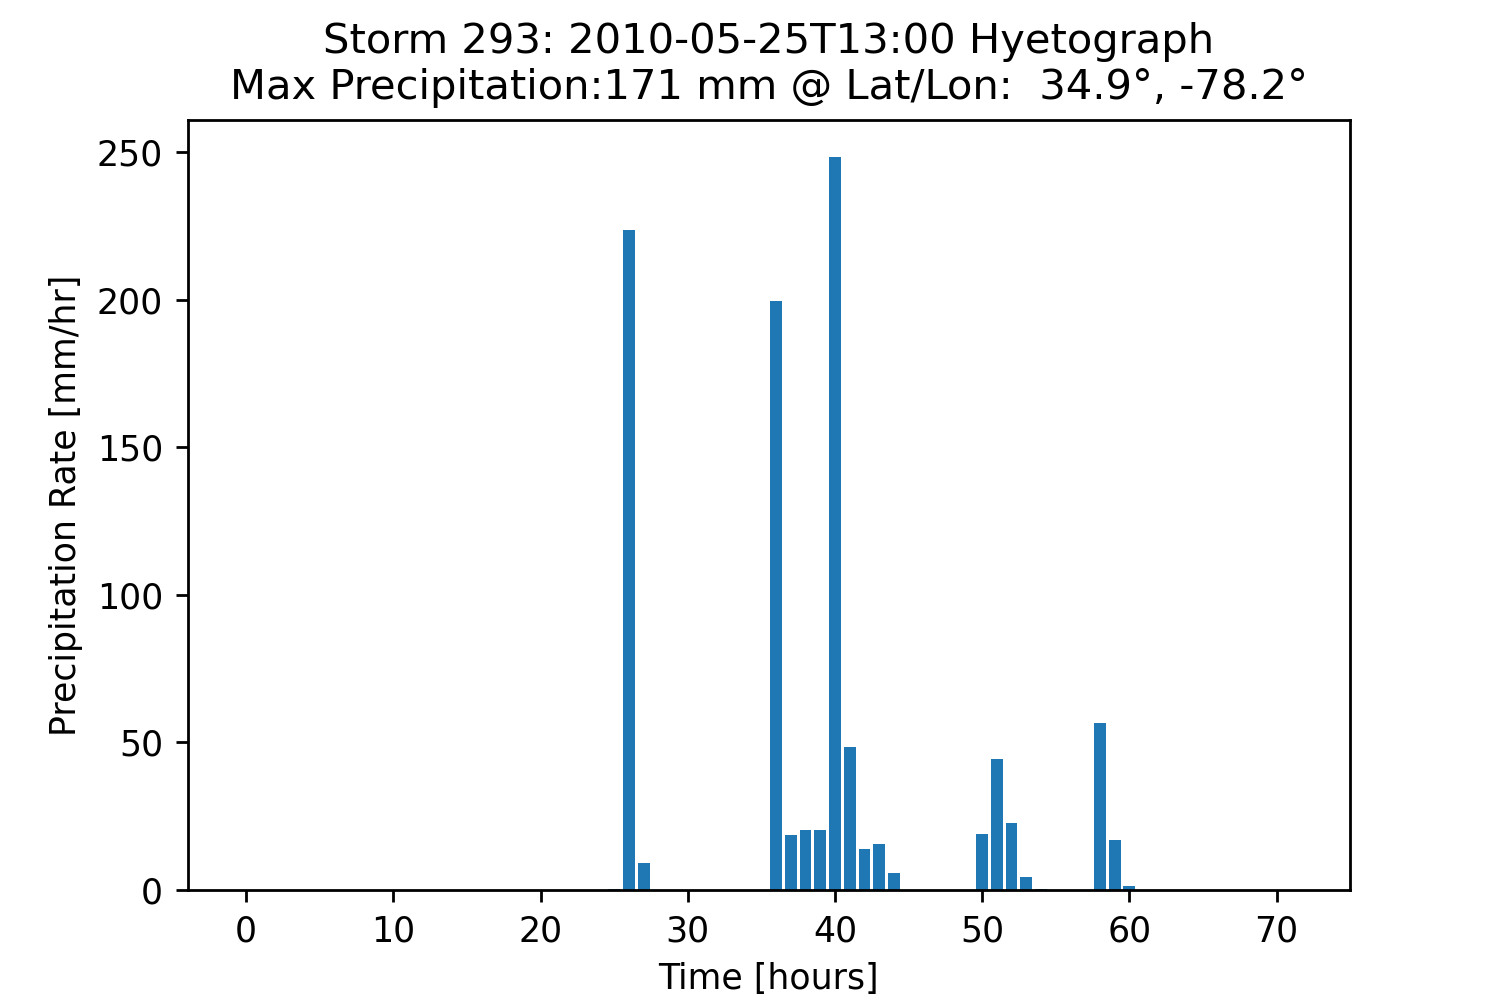 Storm 293: 2010-05-25T13:00 Hyetograph
Max Precipitation:171 mm @ Lat/Lon:  34.9°, -78.2°
Precipitation Rate [mm/hr]
250
200
150
100
50
0
0 10 20 30 40 50 60 70
Time [hours]